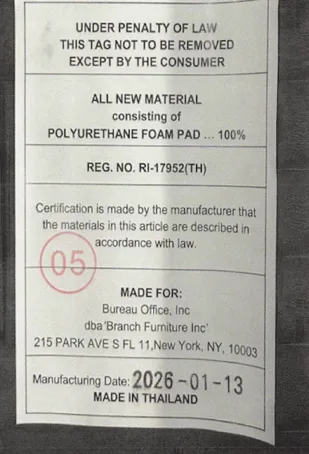 UNDER PENALTY OF LAW
THIS TAG NOT TO BE REMOVED
EXCEPT BY THE CONSUMER
ALL NEW MATERIAL
consisting of
POLYURETHANE FOAM PAD ... 100%
REG. NO. RI-17952(TH)
Certification is made by the manufacturer that
the materials in this article are described in
accordance with law.
05
MADE FOR:
Bureau Office, Inc
dba 'Branch Furniture Inc'
215 PARK AVE S FL 11,New York, NY, 10003
Manufacturing Date: 2026-01-13
MADE IN THAILAND